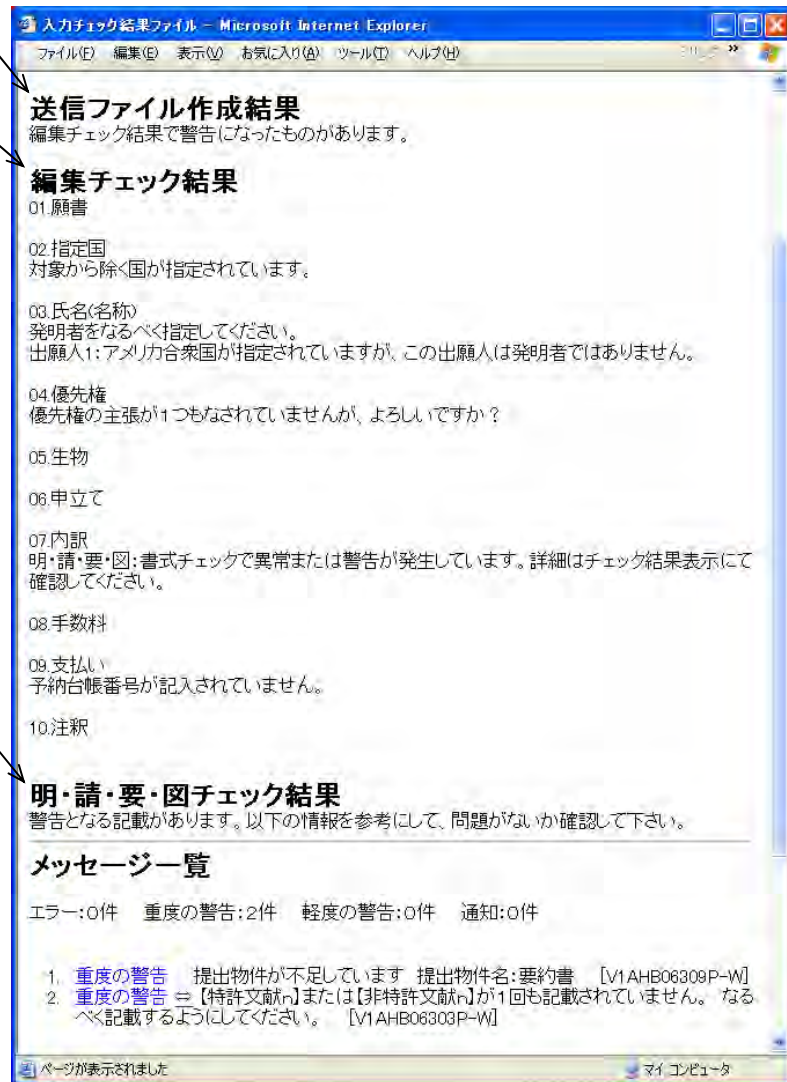 入力チェック結果ファイル - Microsoft Internet Explorer
ファイル(F) 編集(E) 表示(V) お気に入り(A) ツール(T) ヘルプ(H)
»
送信ファイル作成結果
編集チェック結果で警告になったものがあります。
編集チェック結果
01.願書
02.指定国
対象から除く国が指定されています。
03.氏名(名称)
発明者をなるべく指定してください。
出願人1:アメリカ合衆国が指定されていますが、この出願人は発明者ではありません。
04.優先権
優先権の主張が1つもなされていませんが、よろしいですか?
05.生物
06.申立て
07.内訳
明・請・要・図:書式チェックで異常または警告が発生しています。詳細はチェック結果表示にて
確認してください。
08.手数料
09.支払い
予納台帳番号が記入されていません。
10.注釈
明・請・要・図チェック結果
警告となる記載があります。以下の情報を参考にして、問題がないか確認して下さい。
メッセージ一覧
エラー:0件 重度の警告:2件 軽度の警告:0件 通知:0件
1. 重度の警告 提出物件が不足しています 提出物件名:要約書 [V1AHB06309P-W]
2. 重度の警告 ⇔ 【特許文献n】または【非特許文献n】が1回も記載されていません。 なる
べく記載するようにしてください。 [V1AHB06303P-W]
ページが表示されました マイ コンピュータ